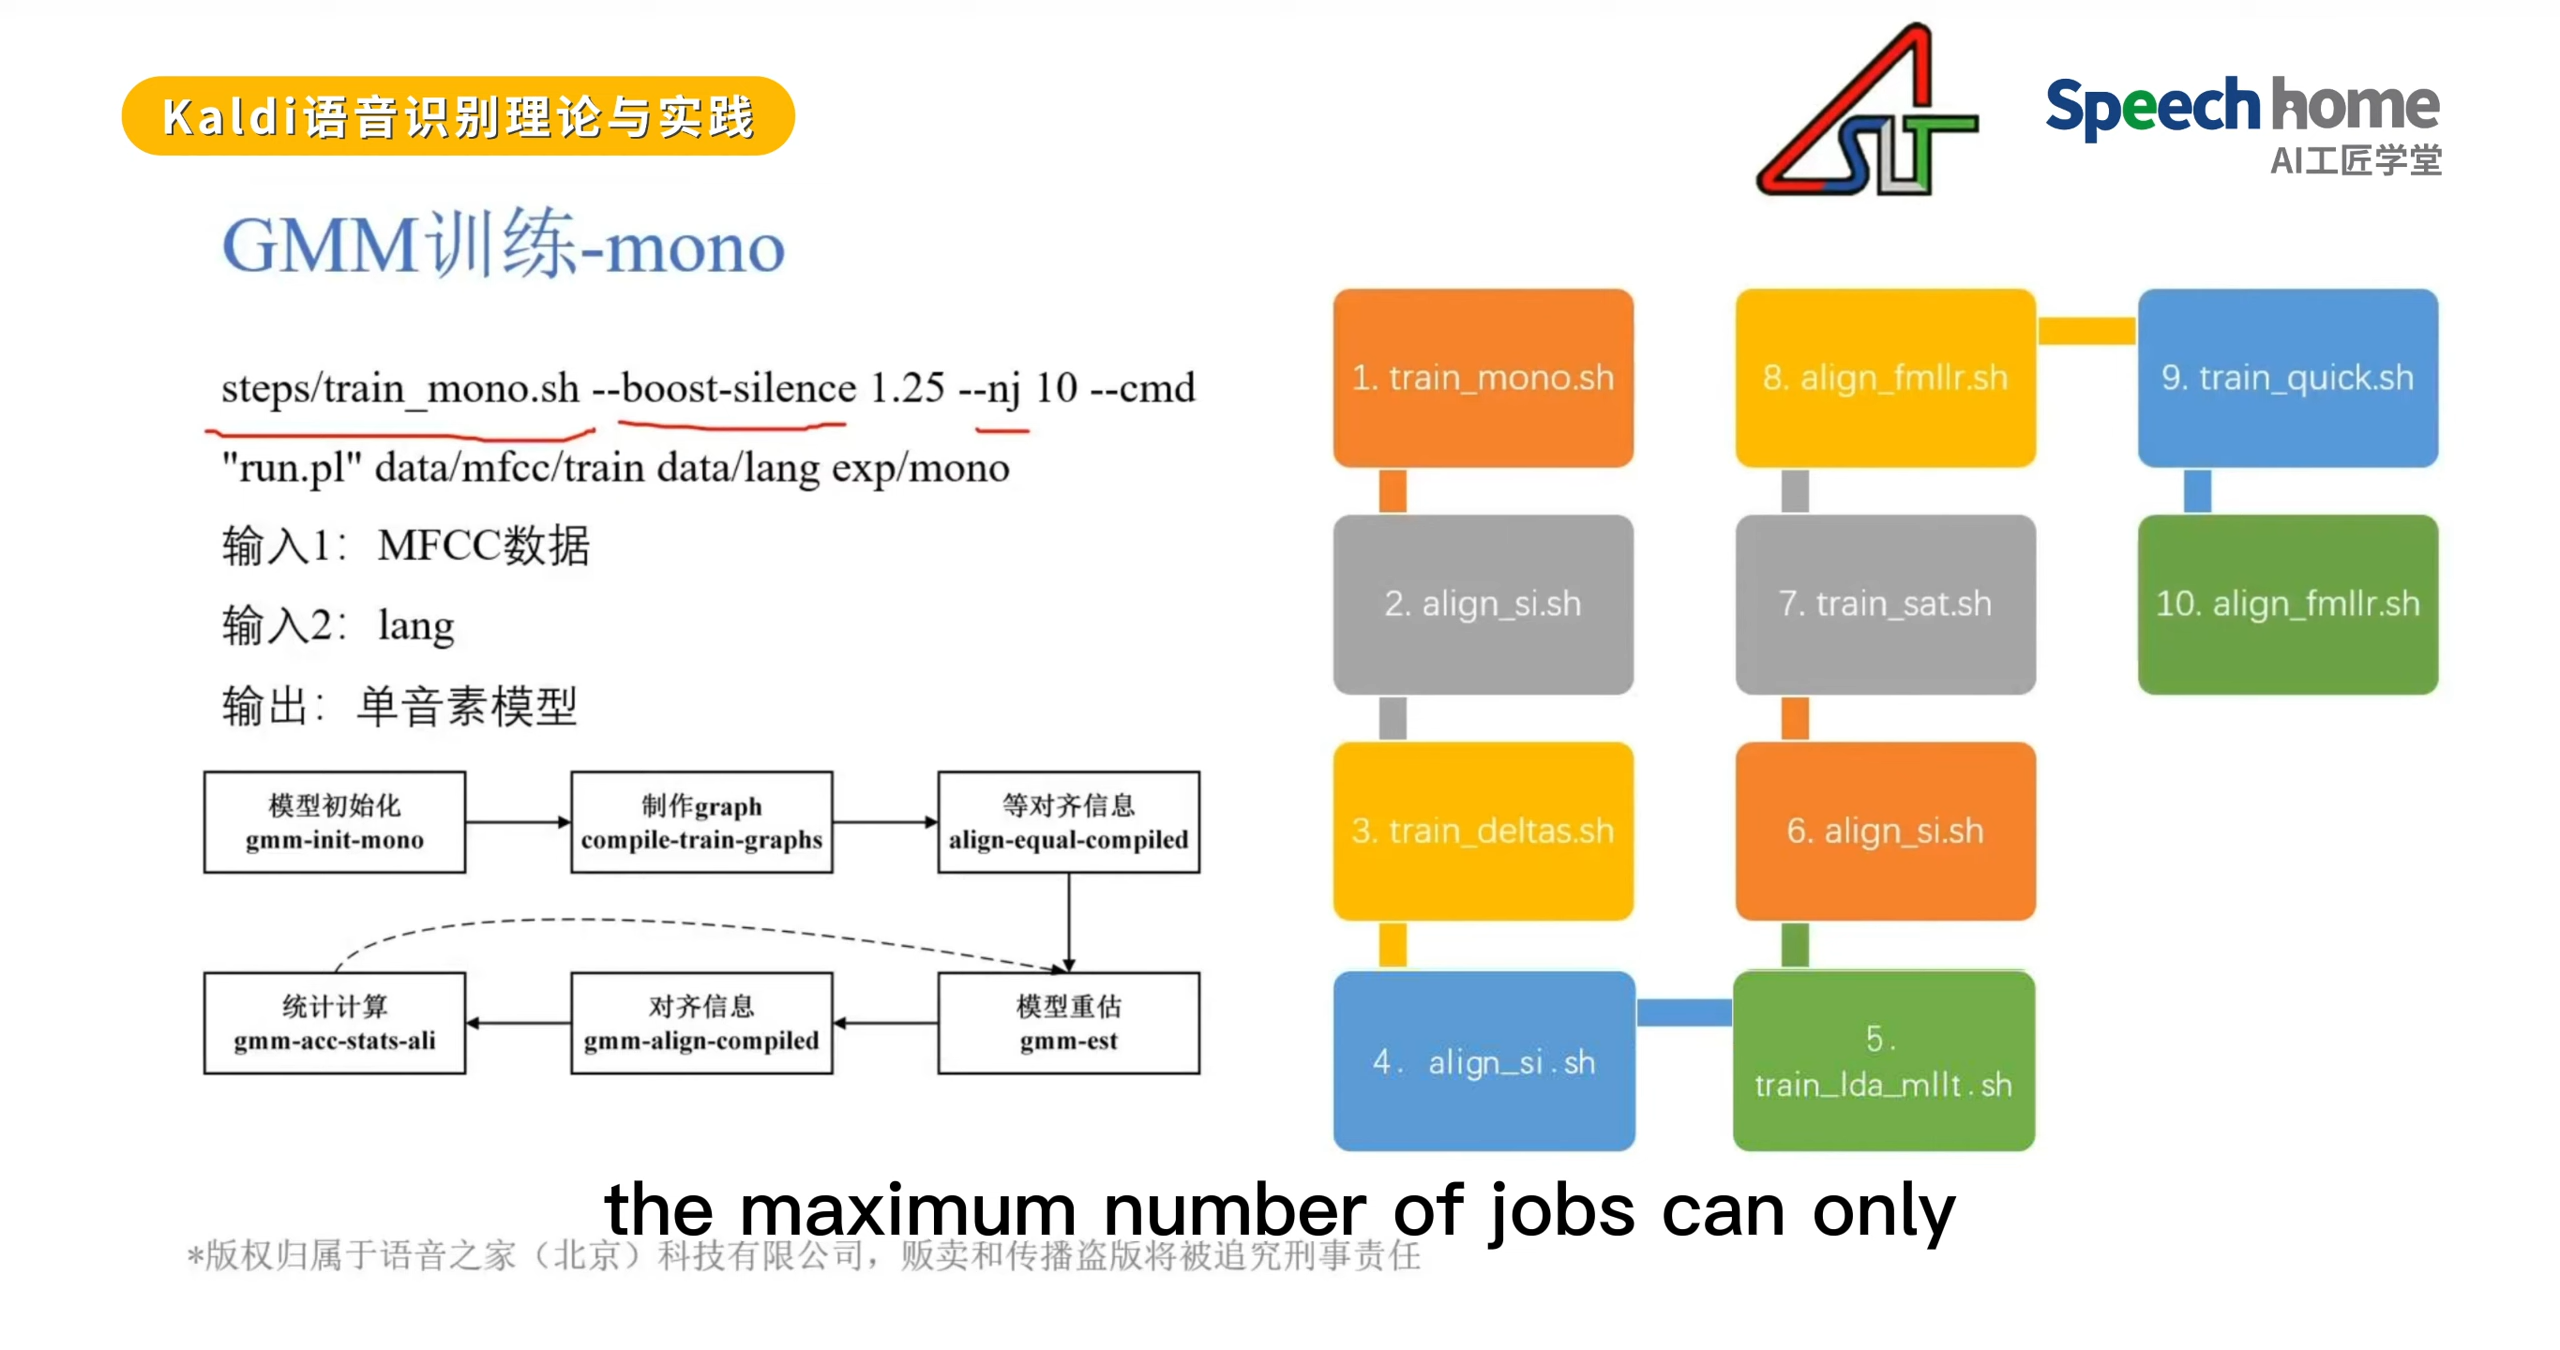 Kaldi语音识别理论与实践
SLT
Speech home
AI工匠学堂
GMM训练-mono
steps/train_mono.sh --boost-silence 1.25 --nj 10 --cmd
"run.pl" data/mfcc/train data/lang exp/mono
输入1：MFCC数据
输入2：lang
输出：单音素模型
模型初始化
gmm-init-mono
制作graph
compile-train-graphs
等对齐信息
align-equal-compiled
统计计算
gmm-acc-stats-ali
对齐信息
gmm-align-compiled
模型重估
gmm-est
1. train_mono.sh
2. align_si.sh
3. train_deltas.sh
4. align_si.sh
5.
train_lda_mllt.sh
6. align_si.sh
7. train_sat.sh
8. align_fmllr.sh
9. train_quick.sh
10. align_fmllr.sh
the maximum number of jobs can only
*版权归属于语音之家（北京）科技有限公司，贩卖和传播盗版将被追究刑事责任